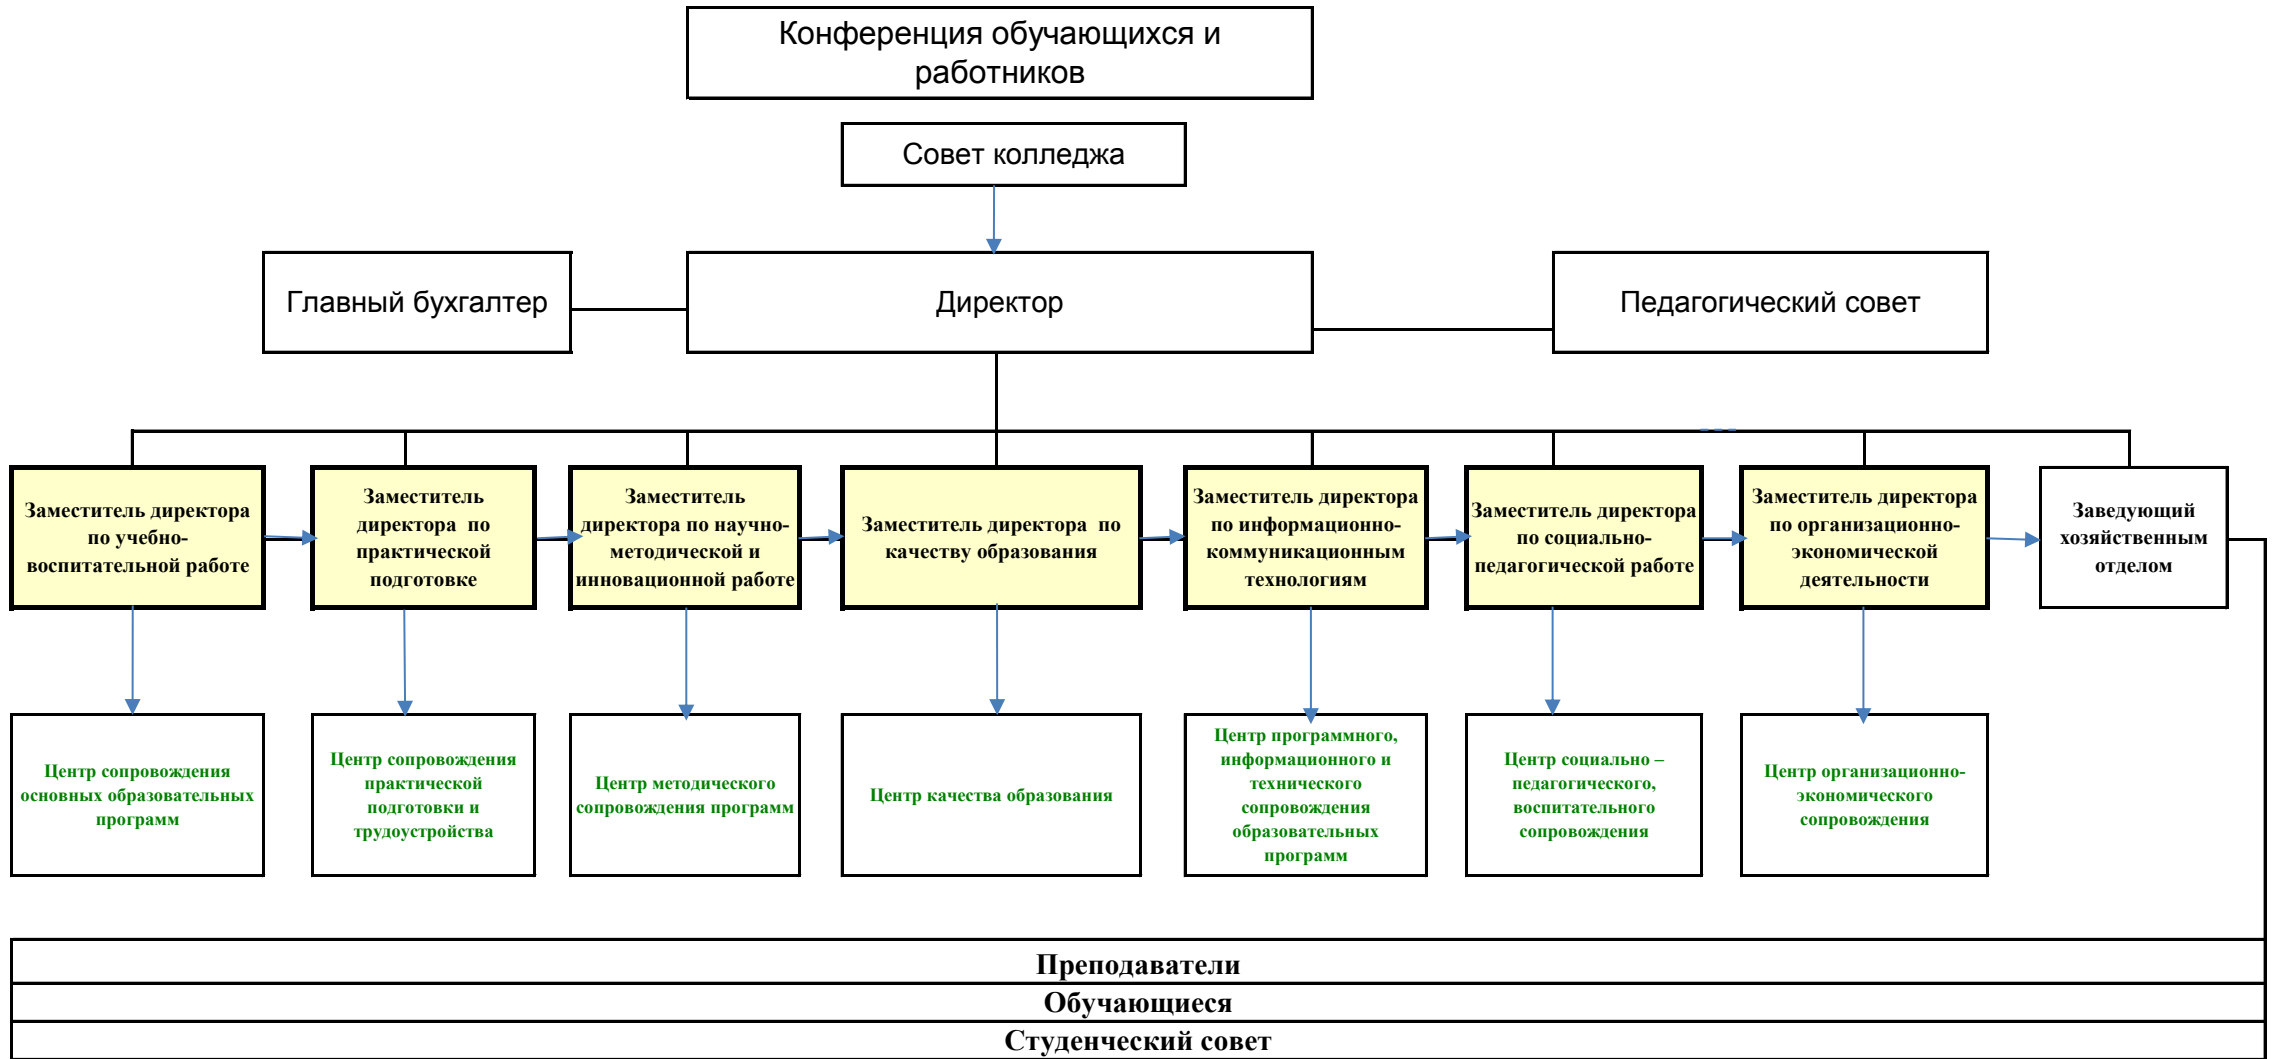 Конференция обучающихся и
работников
Совет колледжа
Главный бухгалтер
Директор
Педагогический совет
Заместитель директора
по учебно-
воспитательной работе
Заместитель
директора по
практической
подготовке
Заместитель
директора по научно-
методической и
инновационной работе
Заместитель директора по
качеству образования
Заместитель директора
по информационно-
коммуникационным
технологиям
Заместитель директора
по социально-
педагогической работе
Заместитель директора
по организационно-
экономической
деятельности
Заведующий
хозяйственным
отделом
Центр сопровождения
основных образовательных
программ
Центр сопровождения
практической
подготовки и
трудоустройства
Центр методического
сопровождения программ
Центр качества образования
Центр программного,
информационного и
технического
сопровождения
образовательных
программ
Центр социально –
педагогического,
воспитательного
сопровождения
Центр организационно-
экономического
сопровождения
Преподаватели
Обучающиеся
Студенческий совет